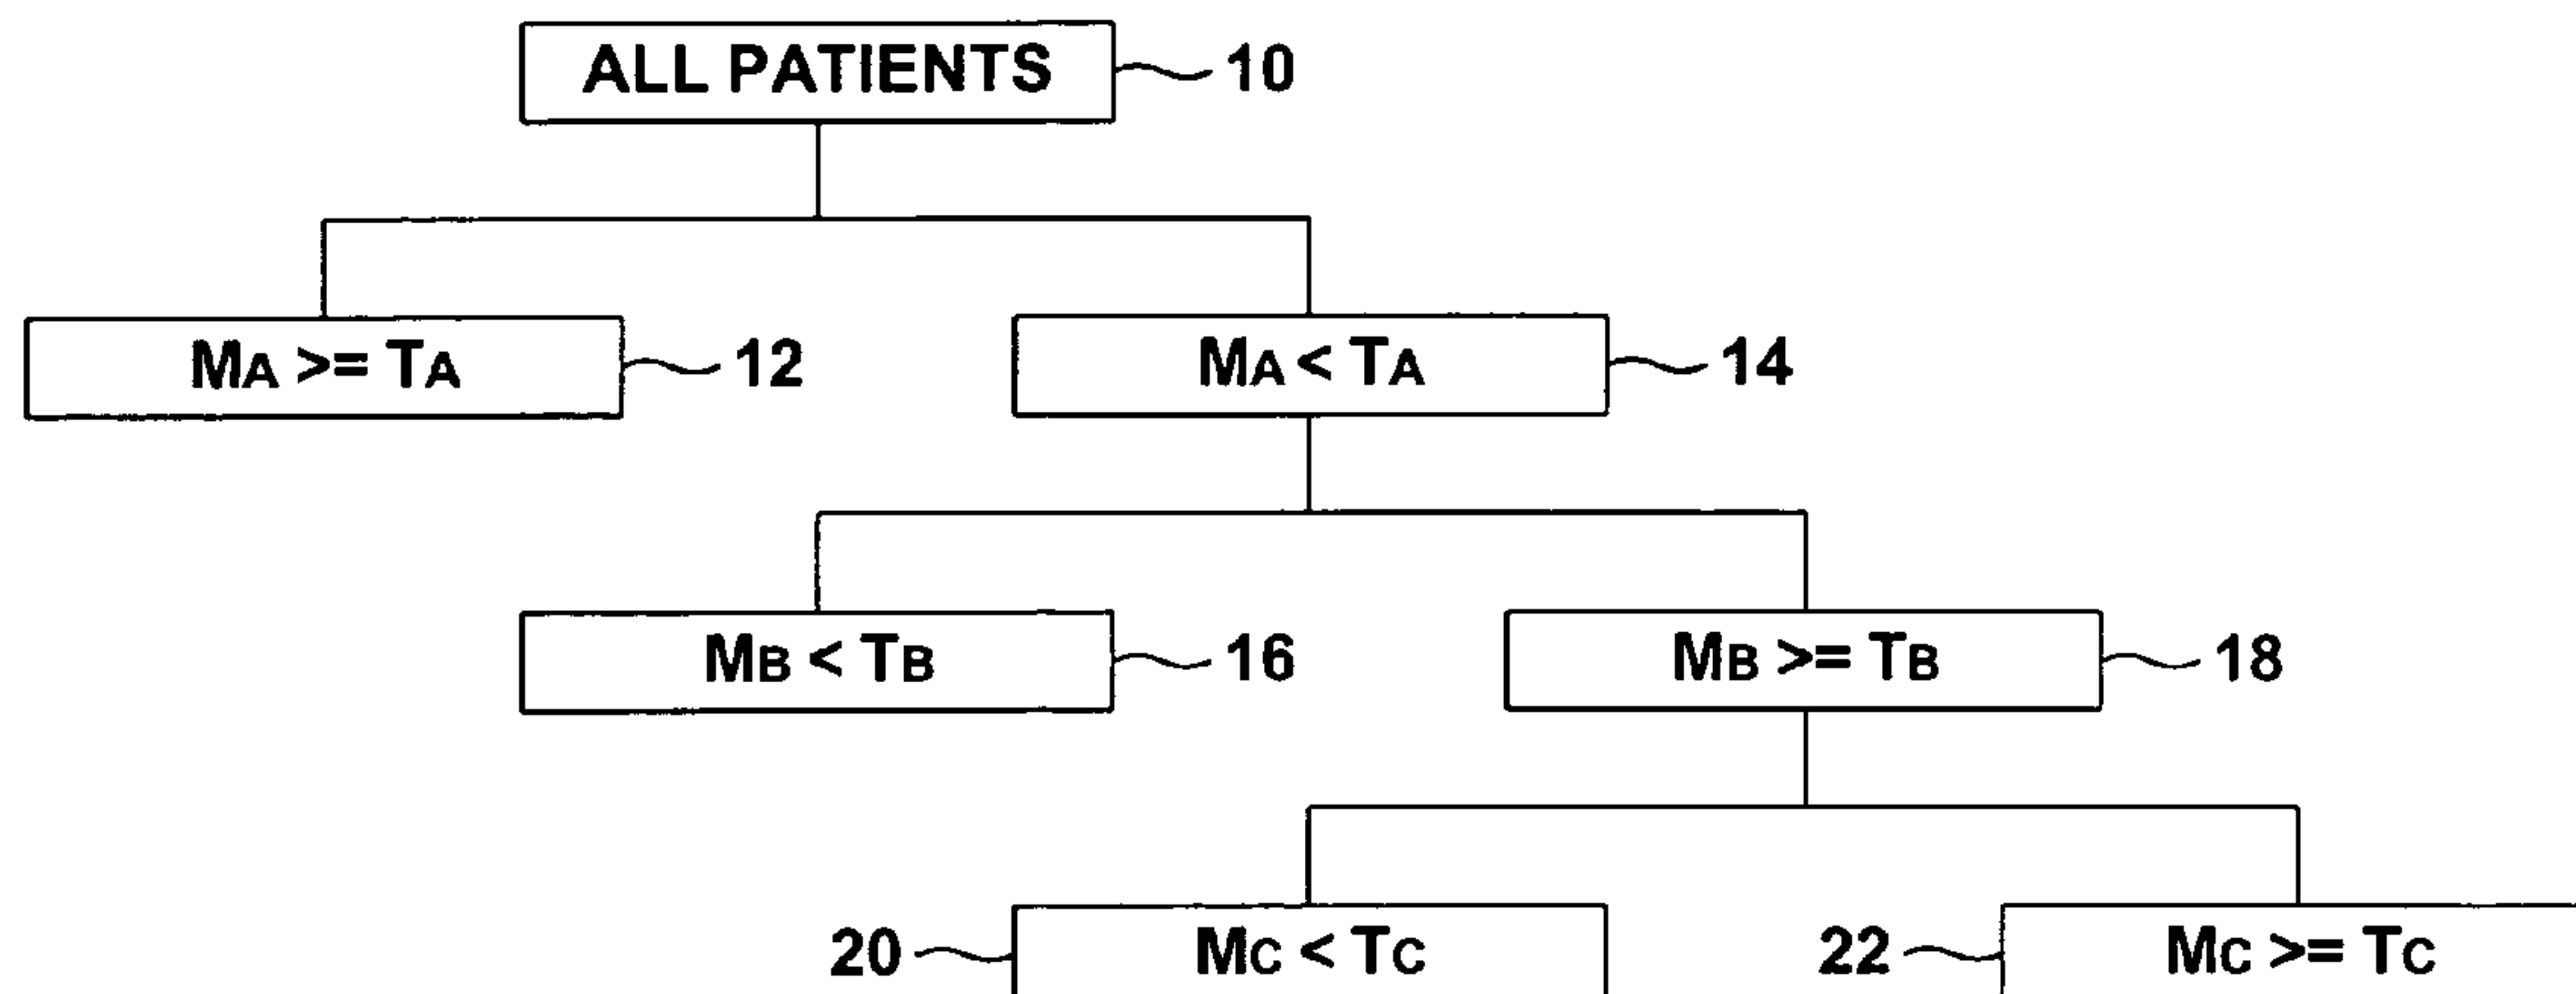 ALL PATIENTS 10
MA >= TA 12 MA < TA 14
MB < TB 16 MB >= TB 18
20 MC < TC 22 MC >= TC